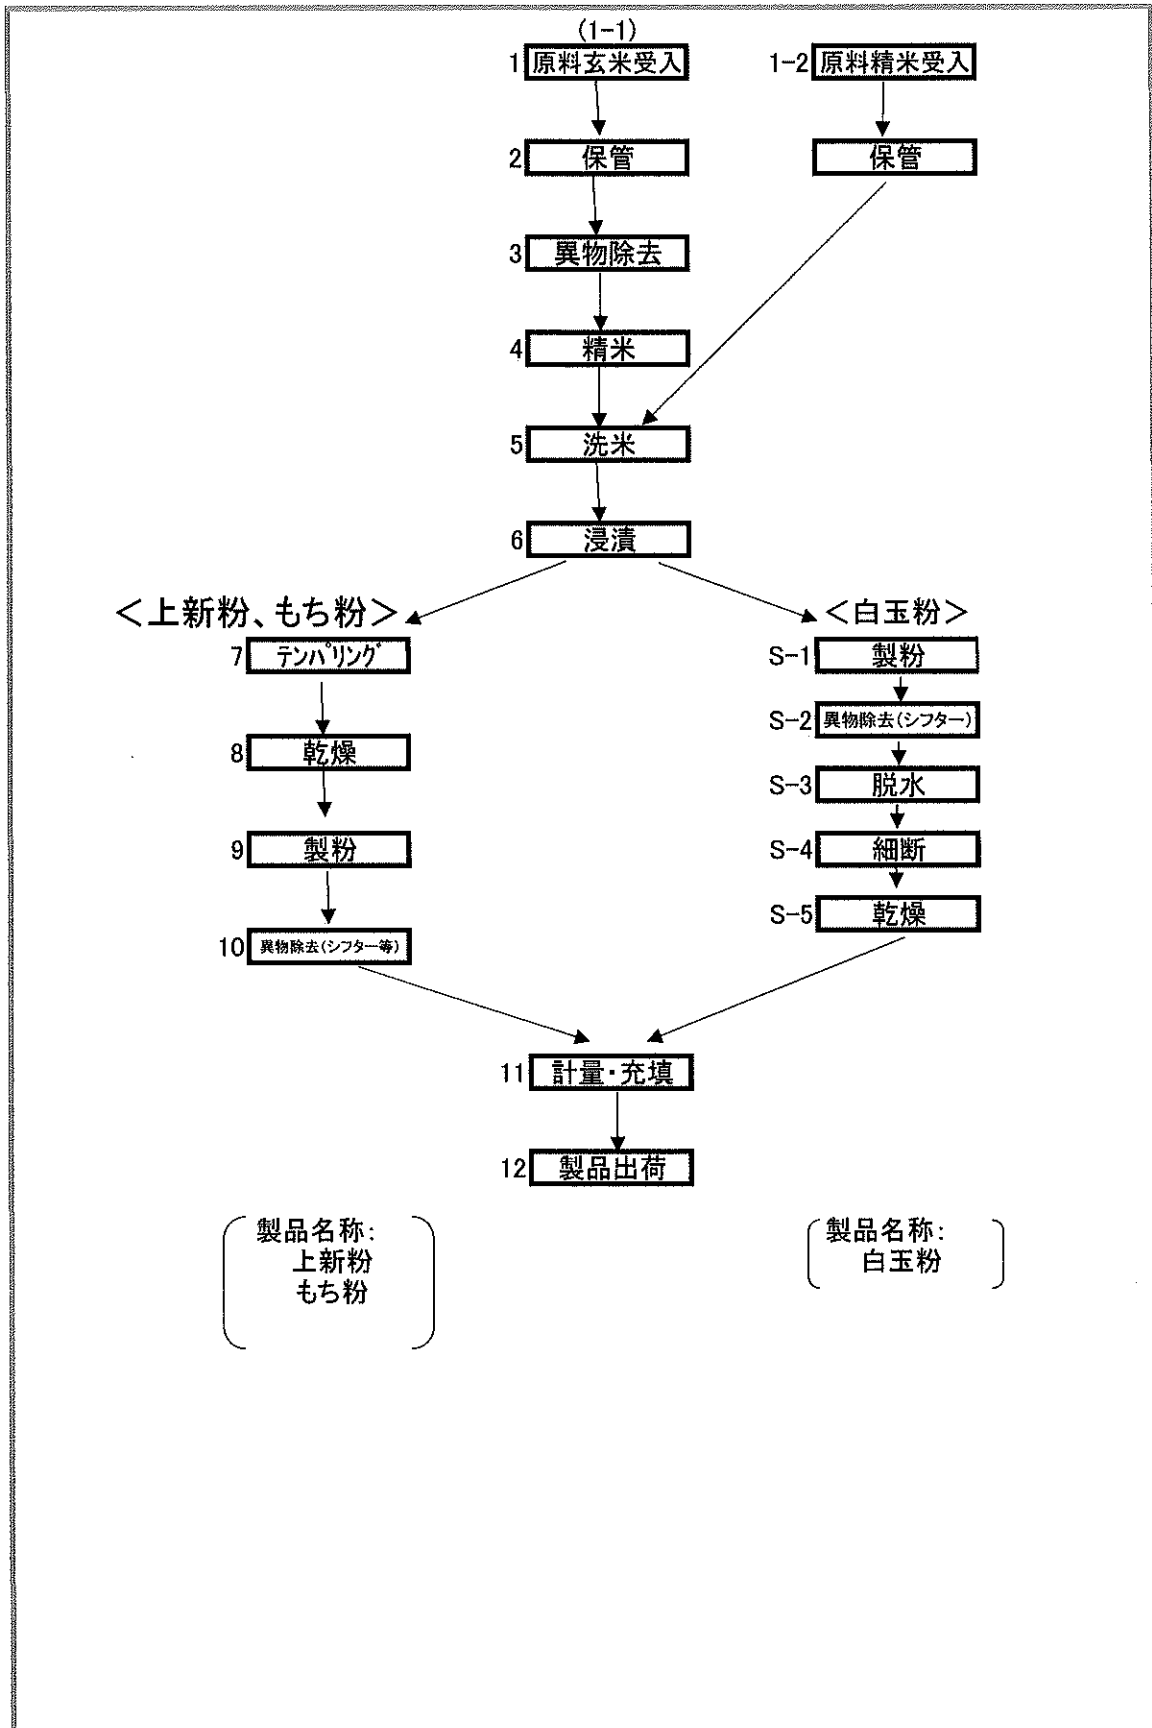 (1-1)
1 原料玄米受入
1-2 原料精米受入
2 保管
保管
3 異物除去
4 精米
5 洗米
6 浸漬
＜上新粉、もち粉＞
＜白玉粉＞
7 テンパリング
S-1 製粉
S-2 異物除去(シフター)
8 乾燥
S-3 脱水
9 製粉
S-4 細断
S-5 乾燥
10 異物除去(シフター等)
11 計量・充填
12 製品出荷
製品名称:
上新粉
もち粉
製品名称:
白玉粉